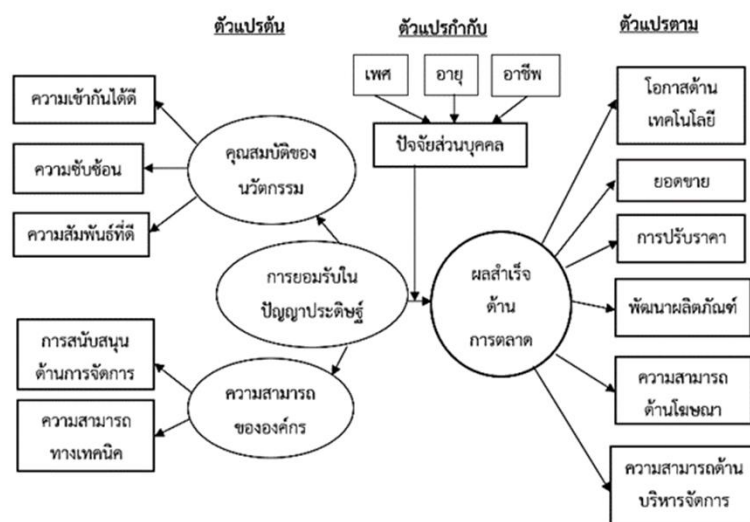 ตัวแปรต้น
ตัวแปรกำกับ
ตัวแปรตาม
เพศ
อายุ
อาชีพ
ปัจจัยส่วนบุคคล
ความเข้ากันได้ดี
ความซับซ้อน
ความสัมพันธ์ที่ดี
คุณสมบัติของ
นวัตกรรม
การยอมรับใน
ปัญญาประดิษฐ์
การสนับสนุน
ด้านการจัดการ
ความสามารถ
ทางเทคนิค
ความสามารถ
ขององค์กร
ผลสำเร็จ
ด้าน
การตลาด
โอกาสด้าน
เทคโนโลยี
ยอดขาย
การปรับราคา
พัฒนาผลิตภัณฑ์
ความสามารถ
ด้านโฆษณา
ความสามารถด้าน
บริหารจัดการ